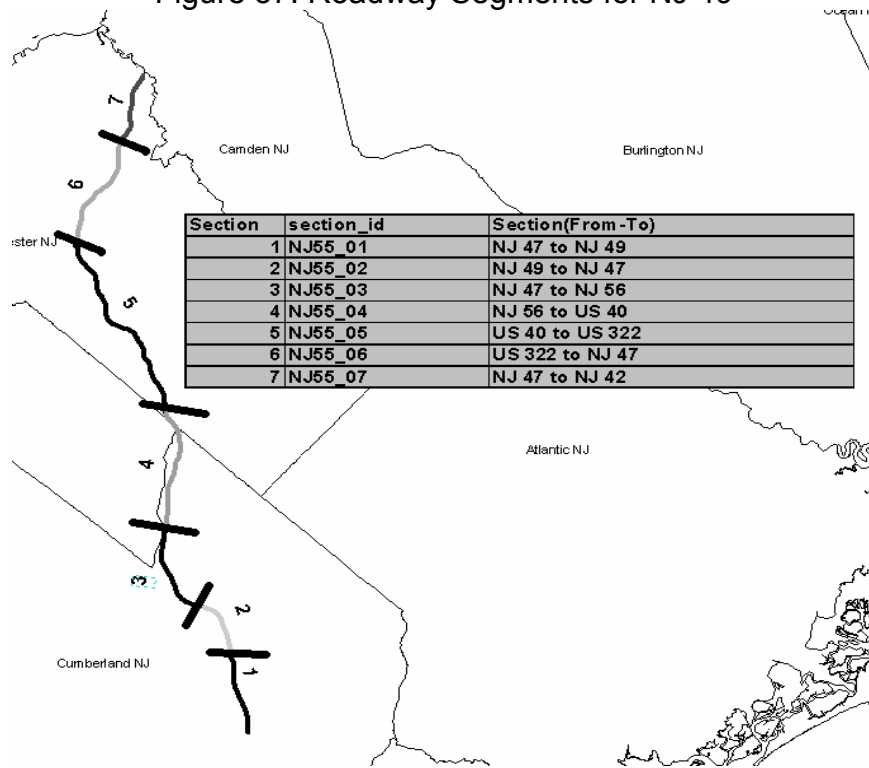 7
Camden NJ
Burlington NJ
6
ster NJ
Section section_id Section(From-To)
1 NJ55_01 NJ 47 to NJ 49
2 NJ55_02 NJ 49 to NJ 47
3 NJ55_03 NJ 47 to NJ 56
4 NJ55_04 NJ 56 to US 40
5 NJ55_05 US 40 to US 322
6 NJ55_06 US 322 to NJ 47
7 NJ55_07 NJ 47 to NJ 42
5
Atlantic NJ
4
3
2
Cumberland NJ
1